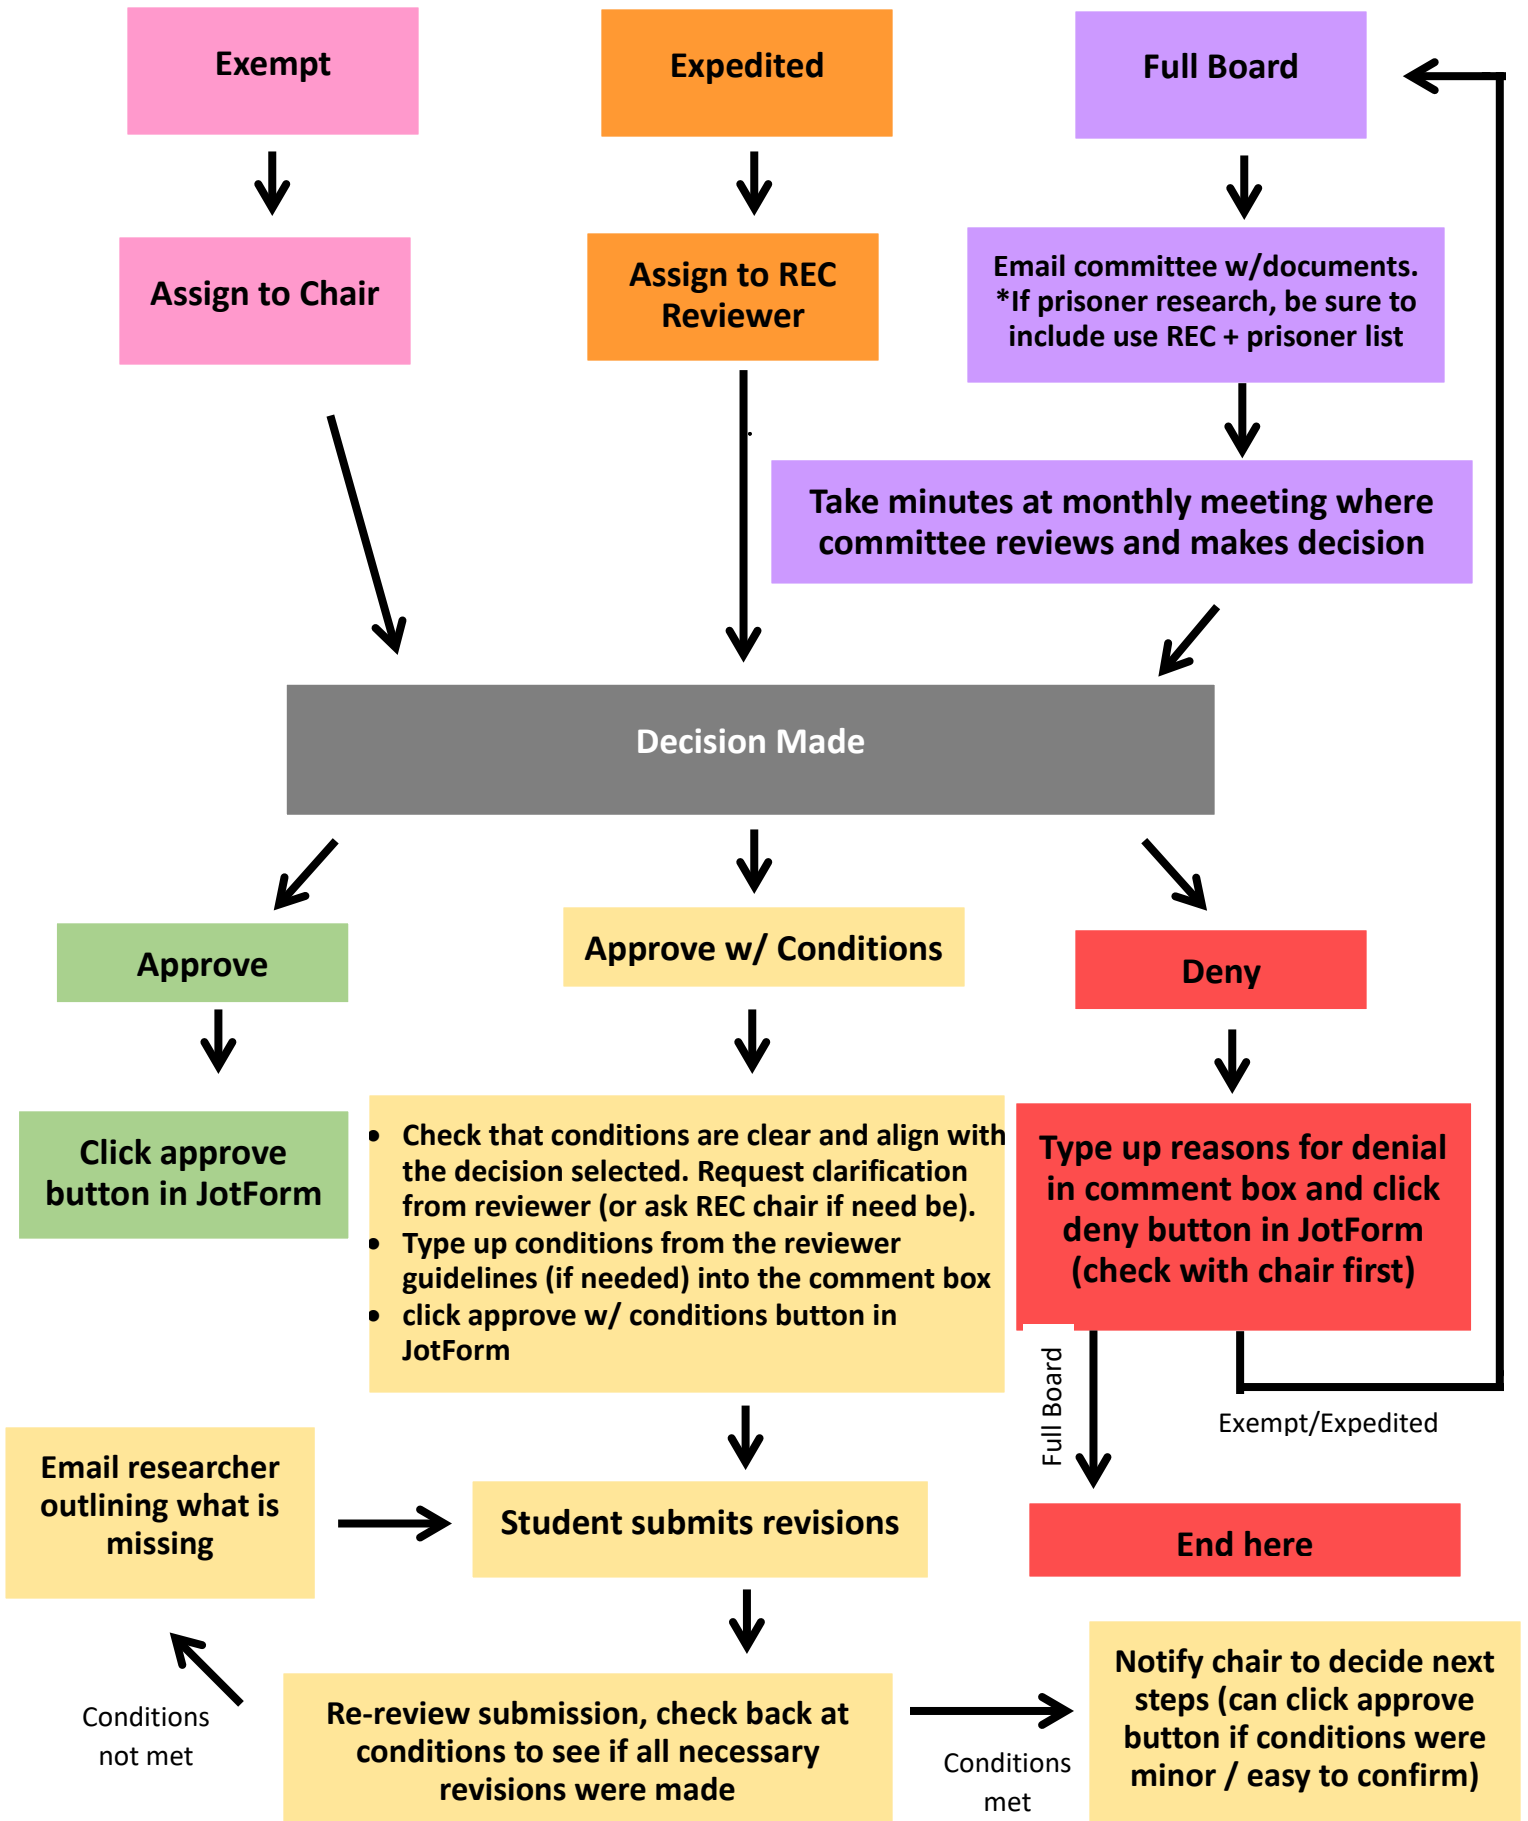 Exempt
Expedited
Full Board
Assign to Chair
Assign to REC
Reviewer
Email committee w/documents.
*If prisoner research, be sure to
include use REC + prisoner list
Take minutes at monthly meeting where
committee reviews and makes decision
Decision Made
Approve
Approve w/ Conditions
Deny
Click approve
button in JotForm
• Check that conditions are clear and align with
the decision selected. Request clarification
from reviewer (or ask REC chair if need be).
• Type up conditions from the reviewer
guidelines (if needed) into the comment box
• click approve w/ conditions button in
JotForm
Type up reasons for denial
in comment box and click
deny button in JotForm
(check with chair first)
Full Board
Exempt/Expedited
Email researcher
outlining what is
missing
Student submits revisions
End here
Conditions
not met
Re-review submission, check back at
conditions to see if all necessary
revisions were made
Conditions
met
Notify chair to decide next
steps (can click approve
button if conditions were
minor / easy to confirm)